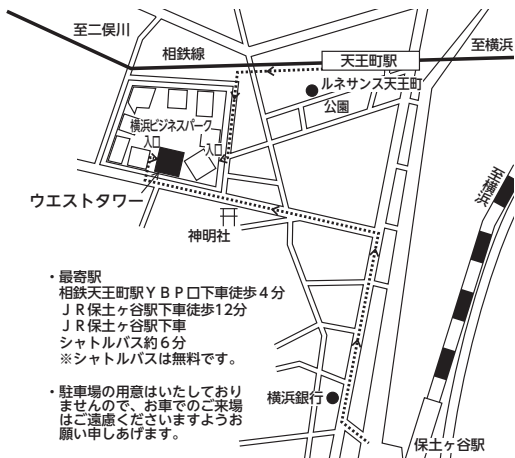 至二俣川
相鉄線
天王町駅
至横浜
ルネサンス天王町
公園
横浜ビジネスパーク
入口
入口
ウエストタワー
神明社
至横浜
・最寄駅
相鉄天王町駅ＹＢＰ口下車徒歩４分
ＪＲ保土ヶ谷駅下車徒歩12分
ＪＲ保土ヶ谷駅下車
シャトルバス約６分
※シャトルバスは無料です。
・駐車場の用意はいたしており
ませんので、お車でのご来場
はご遠慮くださいますようお
願い申しあげます。
横浜銀行
保土ヶ谷駅